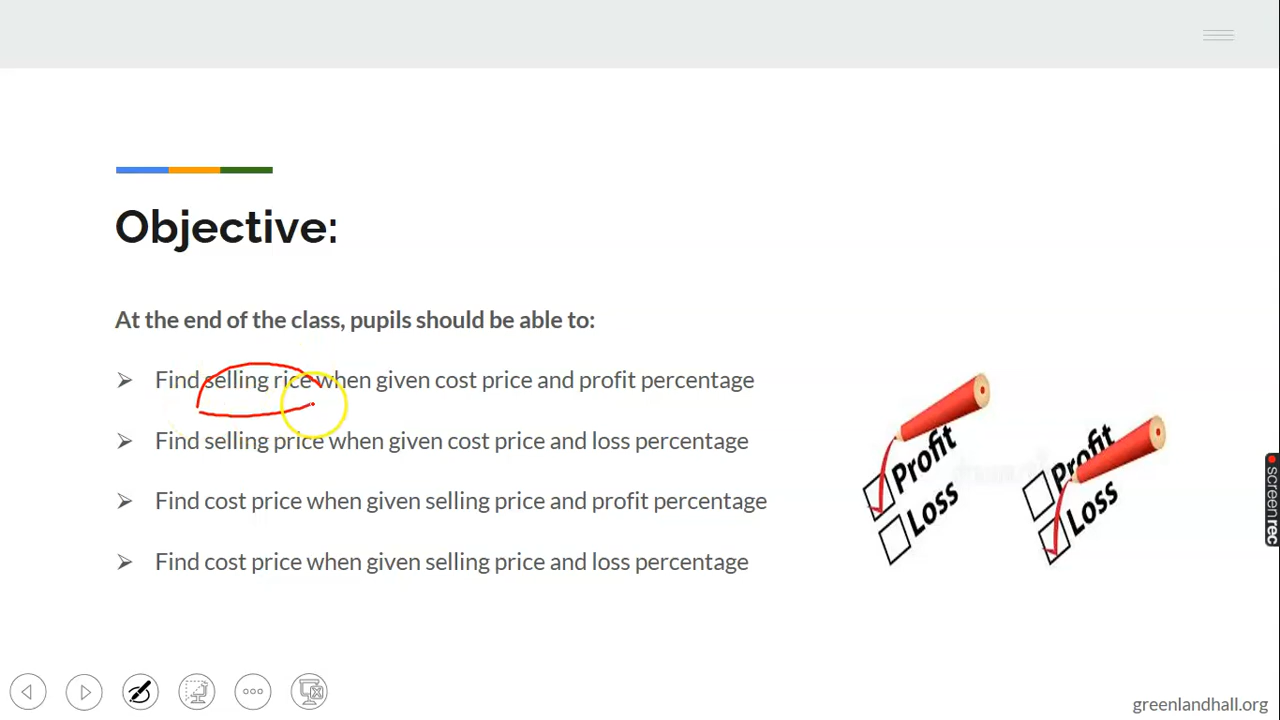 Objective:
At the end of the class, pupils should be able to:
➢ Find selling rice when given cost price and profit percentage
➢ Find selling price when given cost price and loss percentage
➢ Find cost price when given selling price and profit percentage
➢ Find cost price when given selling price and loss percentage
Profit
Loss
Profit
Loss
screenrec
greenlandhall.org